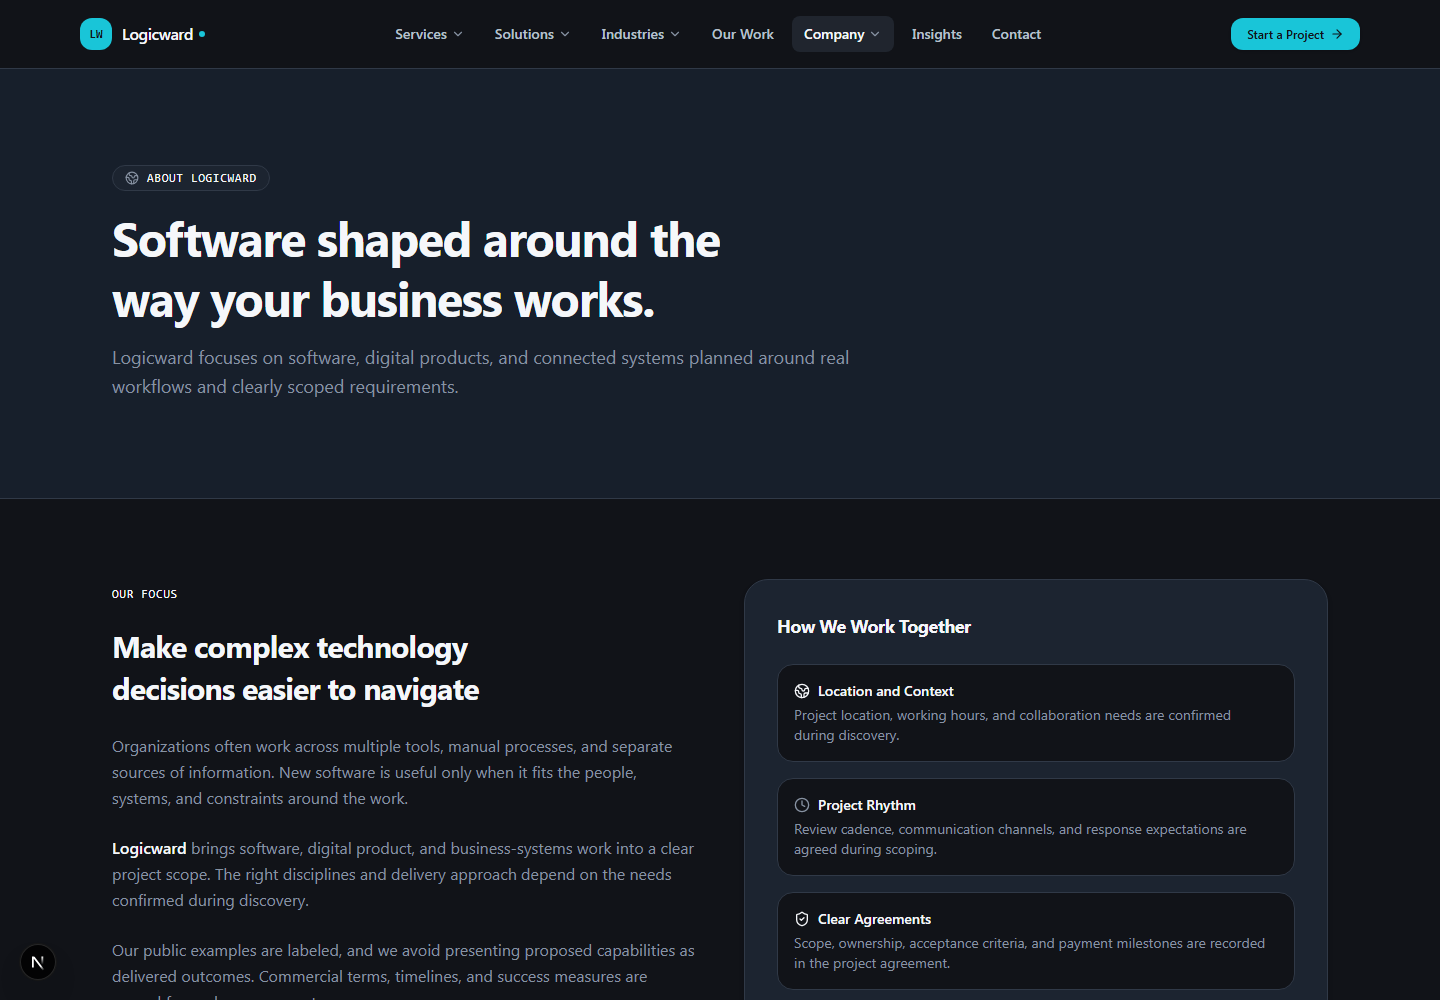 LW
Logicward
Services
Solutions
Industries
Our Work
Company
Insights
Contact
Start a Project
ABOUT LOGICWARD
Software shaped around the
way your business works.
Logicward focuses on software, digital products, and connected systems planned around real
workflows and clearly scoped requirements.
OUR FOCUS
Make complex technology
decisions easier to navigate
Organizations often work across multiple tools, manual processes, and separate
sources of information. New software is useful only when it fits the people,
systems, and constraints around the work.
Logicward brings software, digital product, and business-systems work into a clear
project scope. The right disciplines and delivery approach depend on the needs
confirmed during discovery.
Our public examples are labeled, and we avoid presenting proposed capabilities as
delivered outcomes. Commercial terms, timelines, and success measures are
How We Work Together
Location and Context
Project location, working hours, and collaboration needs are confirmed
during discovery.
Project Rhythm
Review cadence, communication channels, and response expectations are
agreed during scoping.
Clear Agreements
Scope, ownership, acceptance criteria, and payment milestones are recorded
in the project agreement.
N